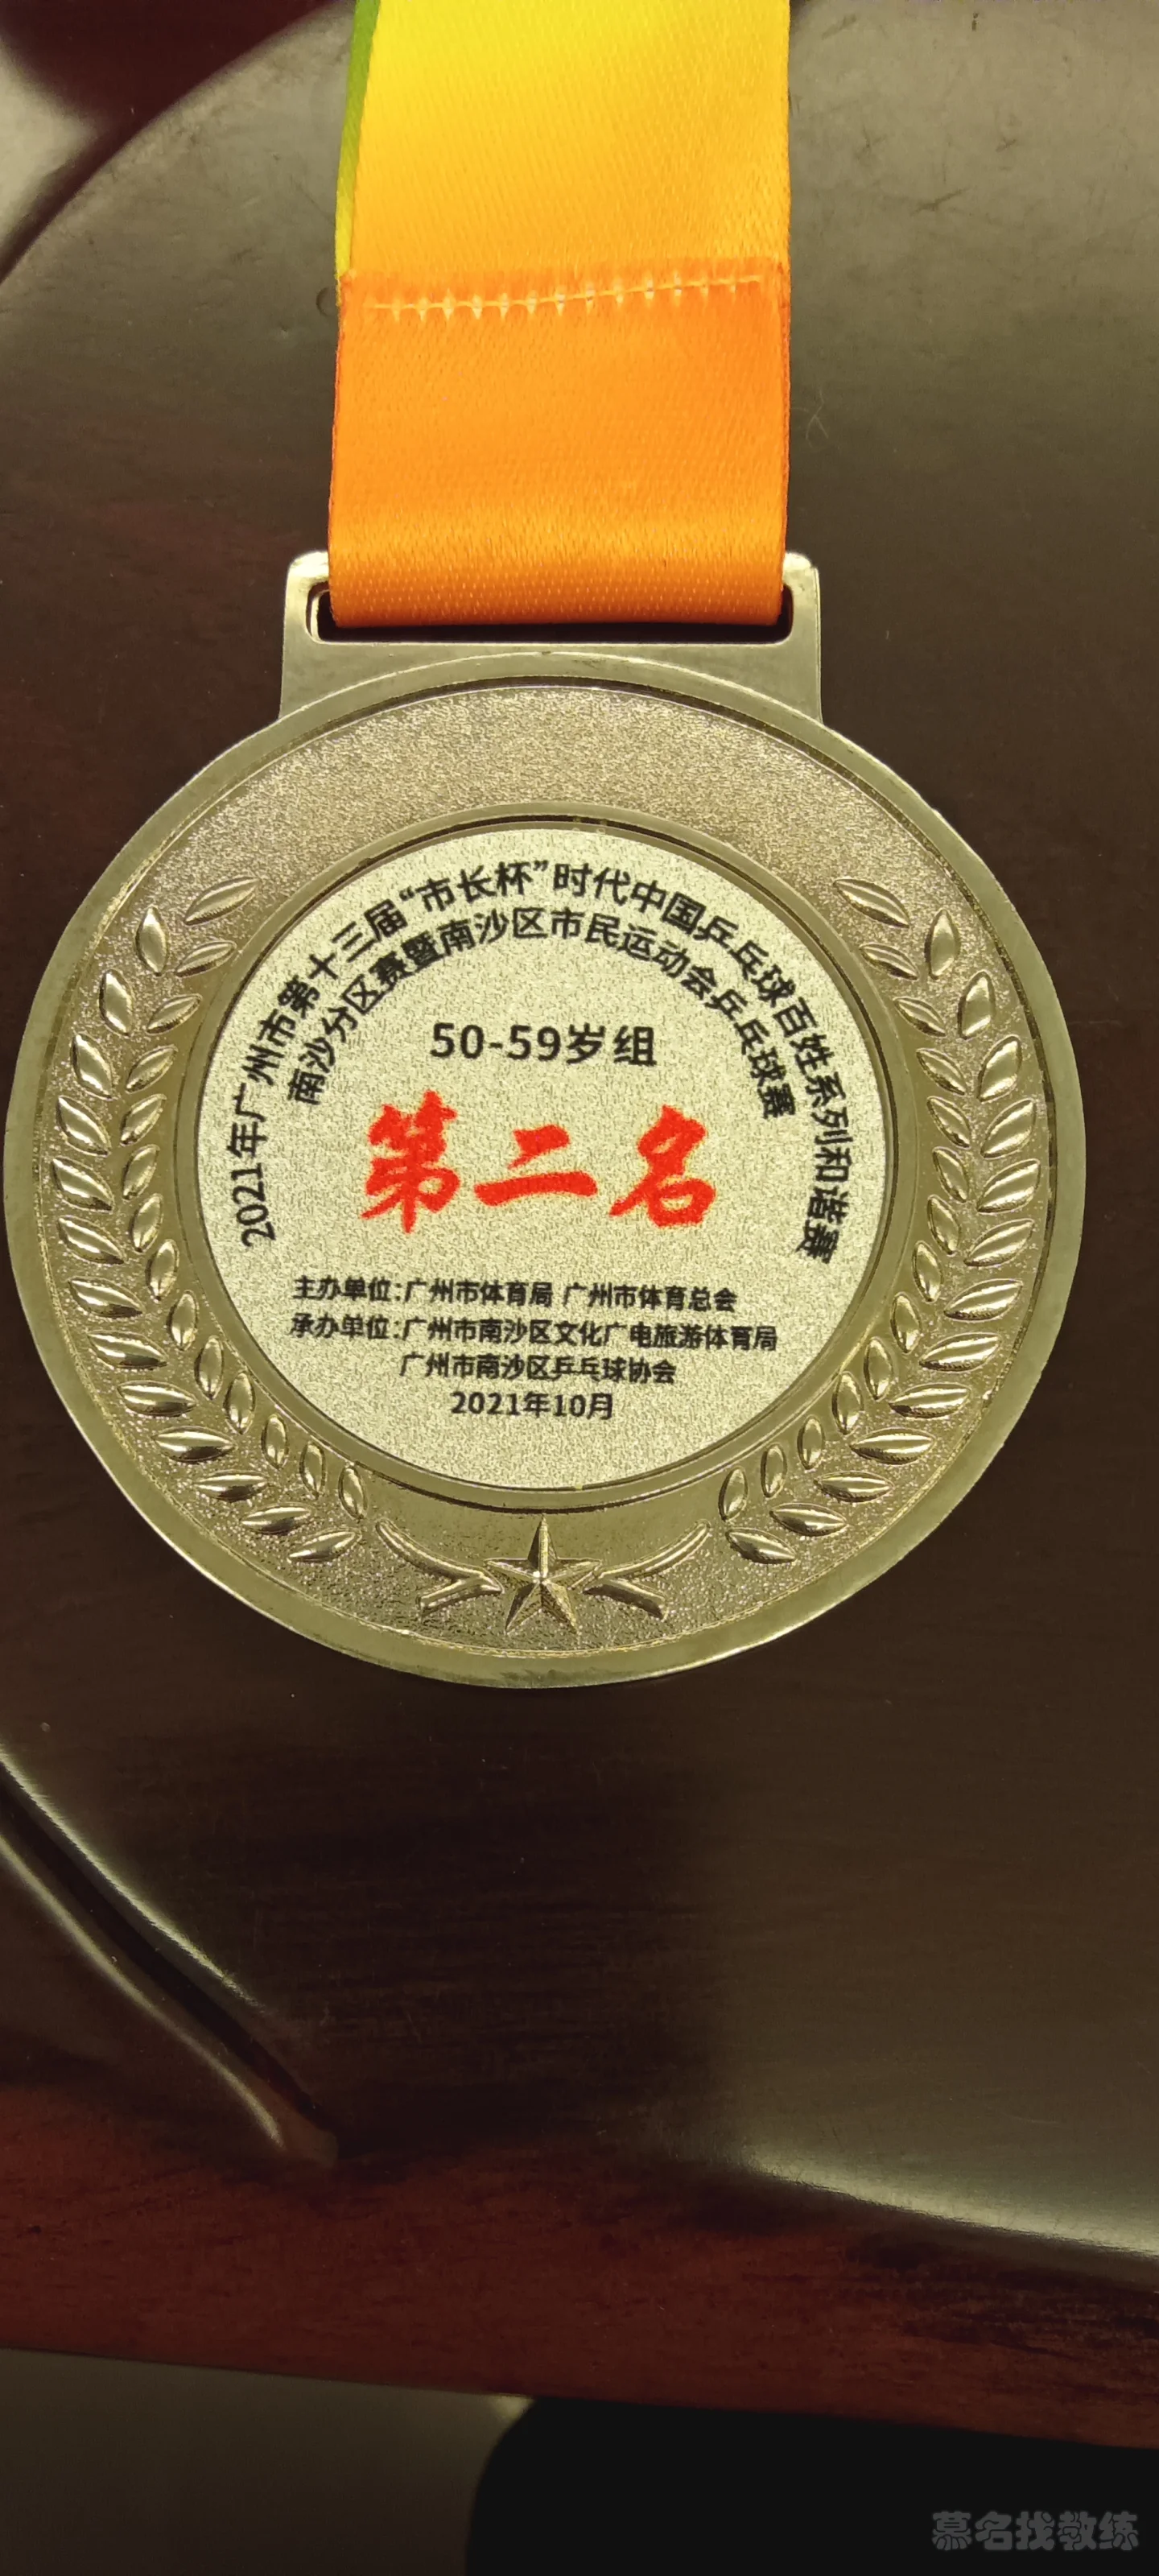 2021年广州市第十三届“市长杯”时代中国乒乓球百姓系列和谐赛
南沙分区赛暨南沙区市民运动会乒乓球赛
50-59岁组
第二名
主办单位:广州市体育局 广州市体育总会
承办单位:广州市南沙区文化广电旅游体育局
广州市南沙区乒乓球协会
2021年10月
慕名找教练